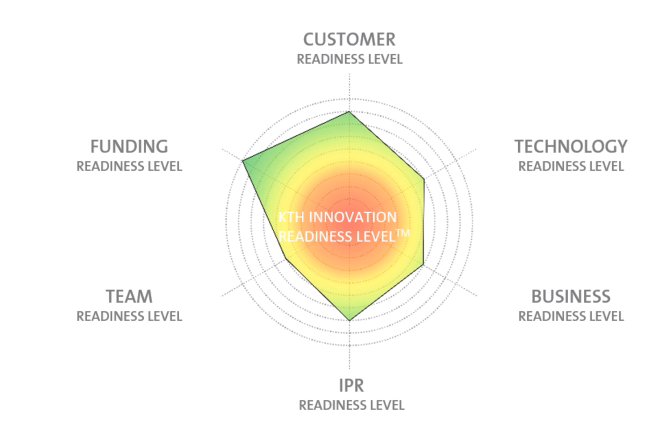 CUSTOMER
READINESS LEVEL
FUNDING
READINESS LEVEL
TECHNOLOGY
READINESS LEVEL
KTH INNOVATION
READINESS LEVEL™
TEAM
READINESS LEVEL
BUSINESS
READINESS LEVEL
IPR
READINESS LEVEL